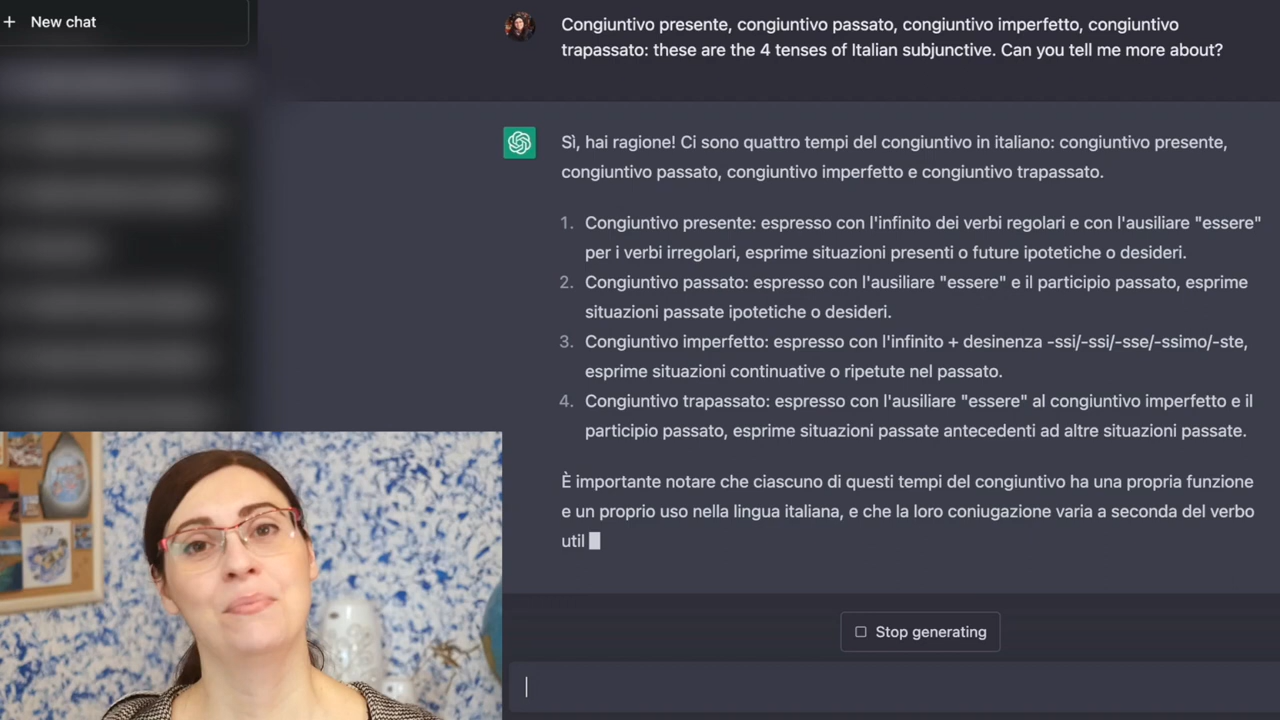 New chat
Congiuntivo presente, congiuntivo passato, congiuntivo imperfetto, congiuntivo
trapassato: these are the 4 tenses of Italian subjunctive. Can you tell me more about?
Sì, hai ragione! Ci sono quattro tempi del congiuntivo in italiano: congiuntivo presente,
congiuntivo passato, congiuntivo imperfetto e congiuntivo trapassato.
1. Congiuntivo presente: espresso con l'infinito dei verbi regolari e con l'ausiliare "essere"
per i verbi irregolari, esprime situazioni presenti o future ipotetiche o desideri.
2. Congiuntivo passato: espresso con l'ausiliare "essere" e il participio passato, esprime
situazioni passate ipotetiche o desideri.
3. Congiuntivo imperfetto: espresso con l'infinito + desinenza -ssi/-ssi/-sse/-ssimo/-ste,
esprime situazioni continuative o ripetute nel passato.
4. Congiuntivo trapassato: espresso con l'ausiliare "essere" al congiuntivo imperfetto e il
participio passato, esprime situazioni passate antecedenti ad altre situazioni passate.
È importante notare che ciascuno di questi tempi del congiuntivo ha una propria funzione
e un proprio uso nella lingua italiana, e che la loro coniugazione varia a seconda del verbo
util
Stop generating